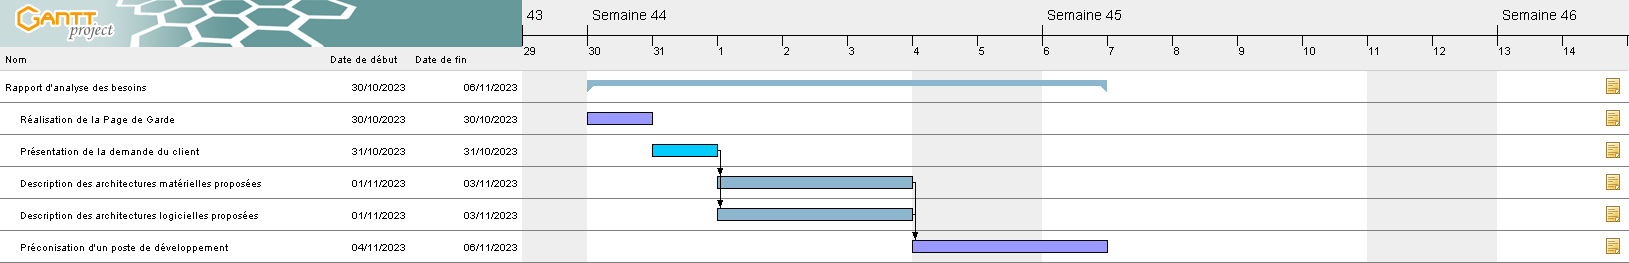 GANTT project
43 Semaine 44 Semaine 45 Semaine 46
29 30 31 1 2 3 4 5 6 7 8 9 10 11 12 13 14
Nom Date de début Date de fin
Rapport d'analyse des besoins 30/10/2023 06/11/2023
Réalisation de la Page de Garde 30/10/2023 30/10/2023
Présentation de la demande du client 31/10/2023 31/10/2023
Description des architectures matérielles proposées 01/11/2023 03/11/2023
Description des architectures logicielles proposées 01/11/2023 03/11/2023
Préconisation d'un poste de développement 04/11/2023 06/11/2023